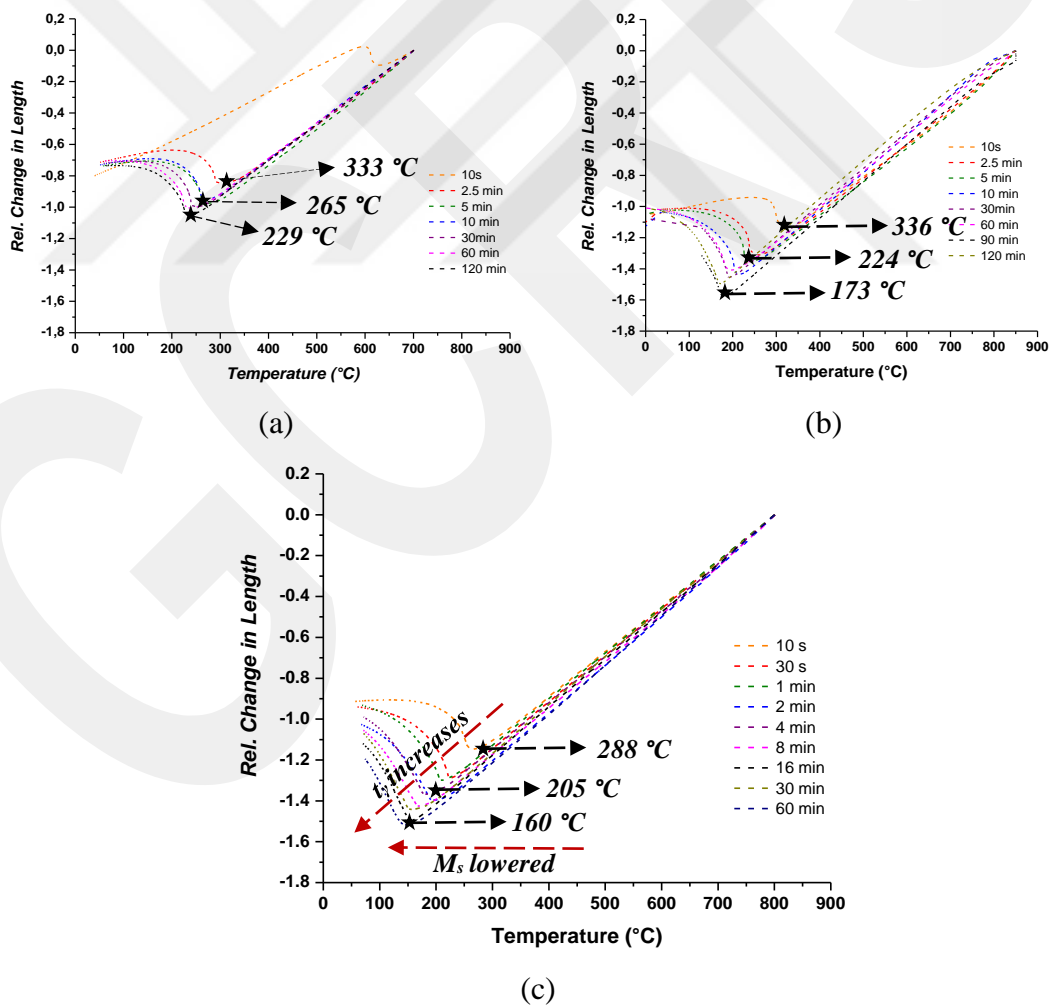 0,2
0,0
-0,2
-0,4
-0,6
-0,8
-1,0
-1,2
-1,4
-1,6
-1.8
0 100 200 300 400 500 600 700 800 900
Rel. Change in Length
Temperature (°C)
333 °C
265 °C
229 °C
10s
2.5 min
5 min
10 min
30min
60 min
120 min
(a)
0,2
0,0
-0,2
-0,4
-0,6
-0,8
-1,0
-1,2
-1,4
-1,6
-1,8
0 100 200 300 400 500 600 700 800 900
Rel. Change in Length
Temperature (°C)
336 °C
224 °C
173 °C
10s
2.5 min
5 min
10 min
30min
60 min
90 min
120 min
(b)
0.2
0.0
-0.2
-0.4
-0.6
-0.8
-1.0
-1.2
-1.4
-1.6
-1.8
0 100 200 300 400 500 600 700 800 900
Rel. Change in Length
Temperature (°C)
increases
288 °C
205 °C
160 °C
Ms lowered
10 s
30 s
1 min
2 min
4 min
8 min
16 min
30 min
60 min
(c)